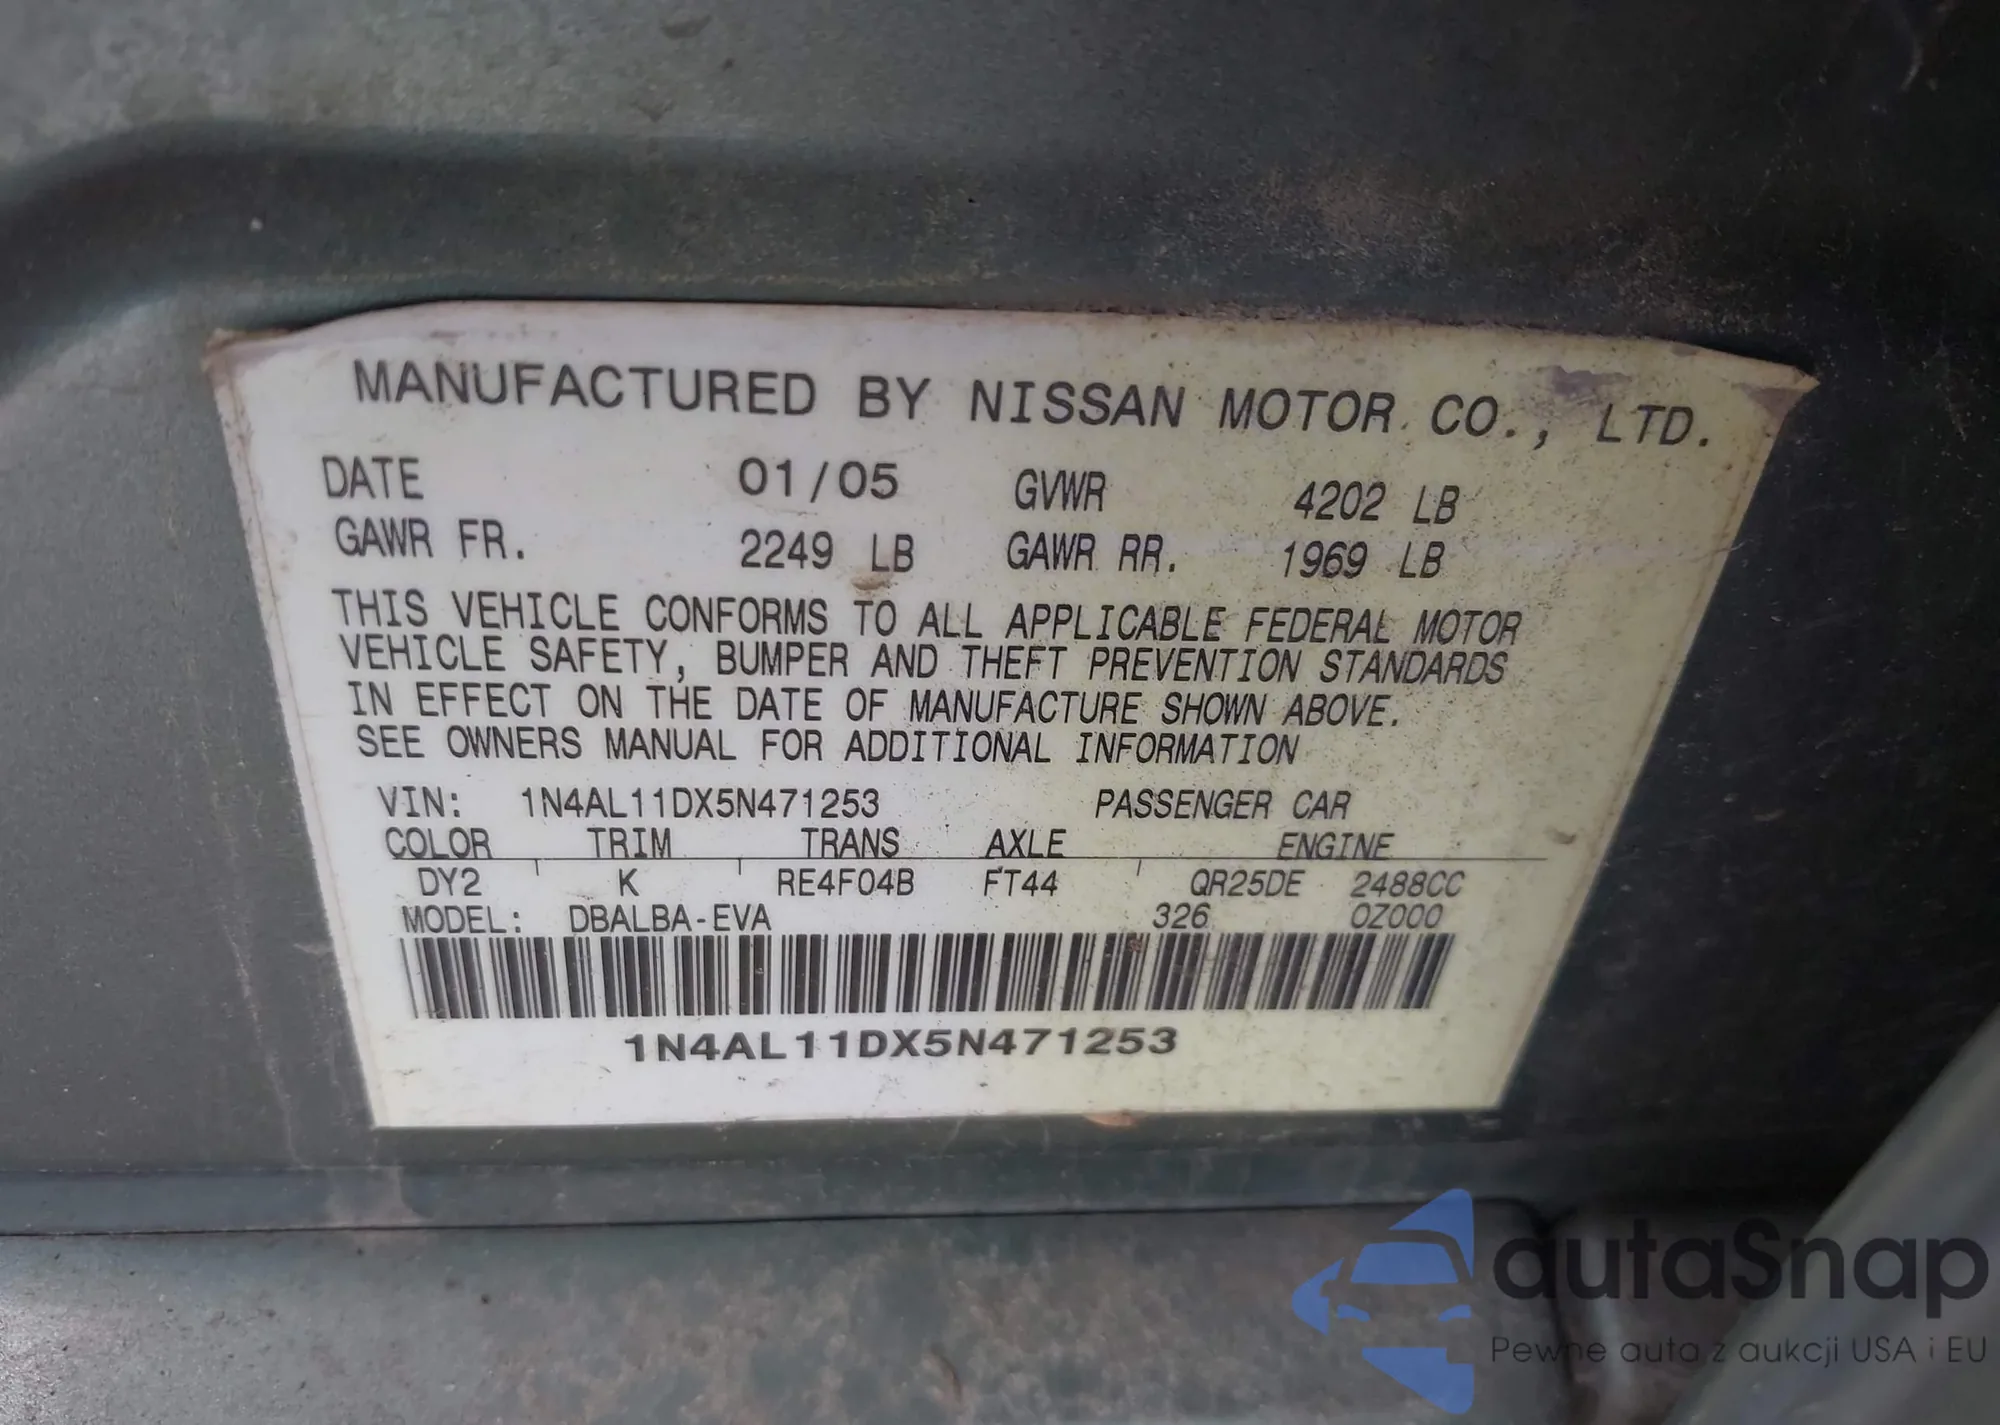 MANUFACTURED BY NISSAN MOTOR CO., LTD.
DATE 01/05 GVWR 4202 LB
GAWR FR. 2249 LB GAWR RR. 1969 LB
THIS VEHICLE CONFORMS TO ALL APPLICABLE FEDERAL MOTOR
VEHICLE SAFETY, BUMPER AND THEFT PREVENTION STANDARDS
IN EFFECT ON THE DATE OF MANUFACTURE SHOWN ABOVE.
SEE OWNERS MANUAL FOR ADDITIONAL INFORMATION
VIN: 1N4AL11DX5N471253 PASSENGER CAR
COLOR TRIM TRANS AXLE ENGINE
DY2 K RE4F04B FT44 QR25DE 2488CC
MODEL: DBALBA-EVA 326 0Z000
1N4AL11DX5N471253
autaSnap
Pewne auta z aukcji USA i EU